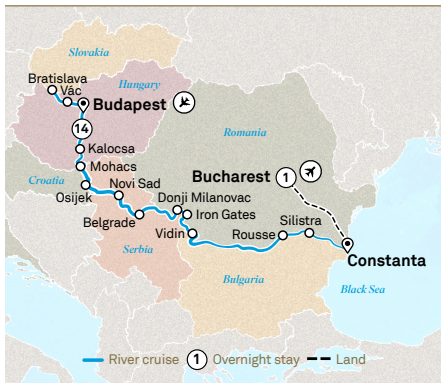 Slovakia
Bratislava
Vác
Hungary
Budapest
14
Romania
Kalocsa
Mohacs
Bucharest
1
Croatia
Novi Sad
Osijek
Donji Milanovac
Iron Gates
Silistra
Belgrade
Vidin
Rousse
Serbia
Constanta
Bulgaria
Black Sea
River cruise 1 Overnight stay Land